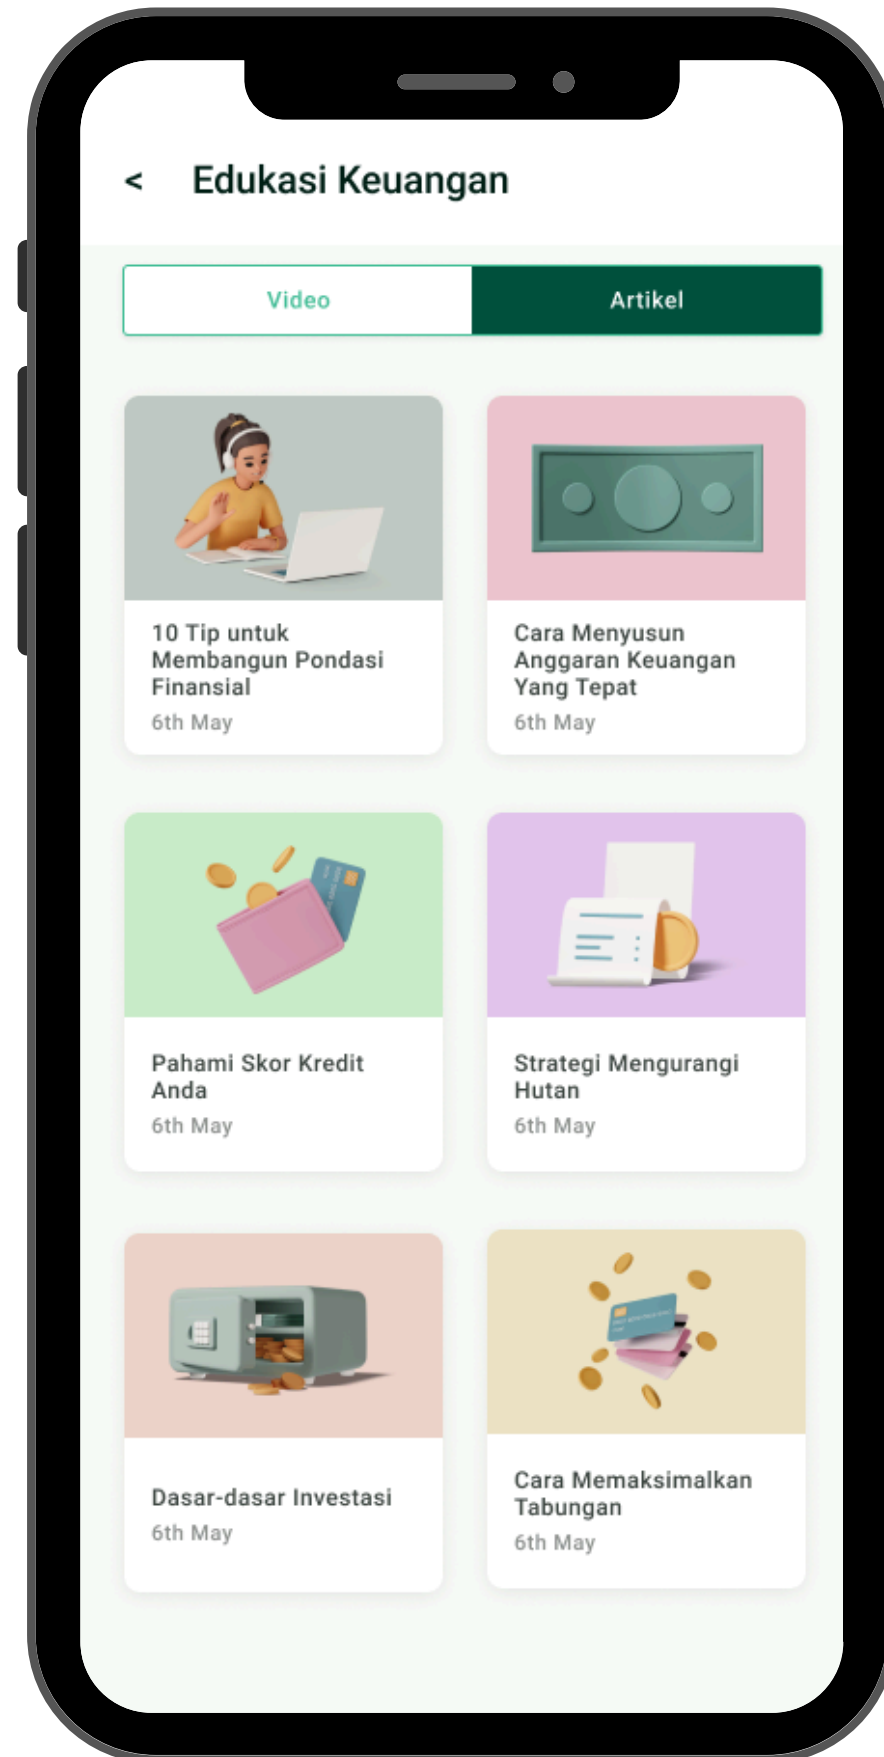 < Edukasi Keuangan
Video
Artikel
10 Tip untuk
Membangun Pondasi
Finansial
6th May
Cara Menyusun
Anggaran Keuangan
Yang Tepat
6th May
Pahami Skor Kredit
Anda
6th May
Strategi Mengurangi
Hutan
6th May
Dasar-dasar Investasi
6th May
Cara Memaksimalkan
Tabungan
6th May